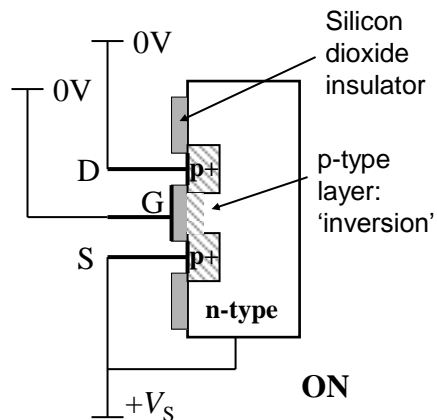 Silicon
dioxide
insulator
0V
0V
D
p+
G
p-type
layer:
‘inversion’
S
p+
n-type
ON
+VS